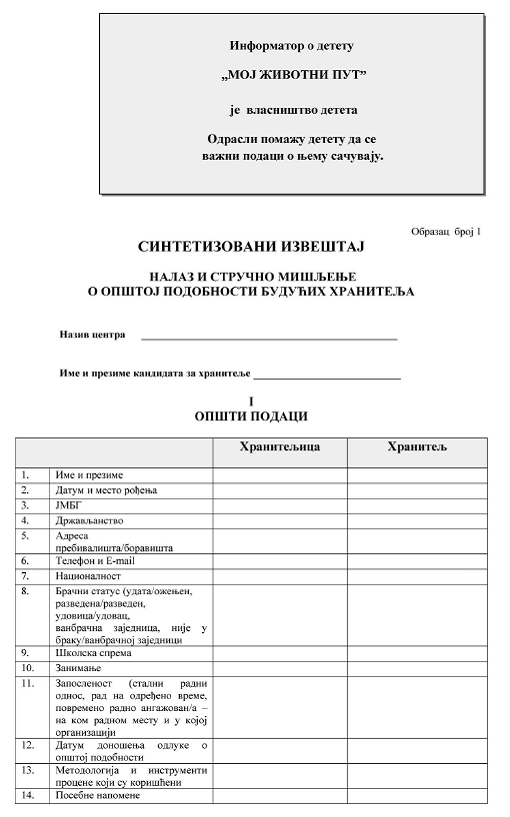 Информатор о детету
„МОЈ ЖИВОТНИ ПУТ”
је власништво детета
Одрасли помажу детету да се
важни подаци о њему сачувају.
Образац број 1
СИНТЕТИЗОВАНИ ИЗВЕШТАЈ
НАЛАЗ И СТРУЧНО МИШЉЕЊЕ
О ОПШТОЈ ПОДОБНОСТИ БУДУЋИХ ХРАНИТЕЉА
Назив центра
Име и презиме кандидата за хранитеље
I
ОПШТИ ПОДАЦИ
Хранитељица Хранитељ
1. Име и презиме
2. Датум и место рођења
3. ЈМБГ
4. Држављанство
5. Адреса
пребивалишта/боравишта
6. Телефон и E-mail
7. Националност
8. Брачни статус (удата/ожењен,
разведена/разведен,
удовица/удовац,
ванбрачна заједница, није у
браку/ванбрачној заједници
9. Школска спрема
10. Занимање
11. Запосленост (стални радни
однос, рад на одређено време,
повремено радно ангажован/а –
на ком радном месту и у којој
организацији
12. Датум доношења одлуке о
општој подобности
13. Методологија и инструменти
процене који су коришћени
14. Посебне напомене